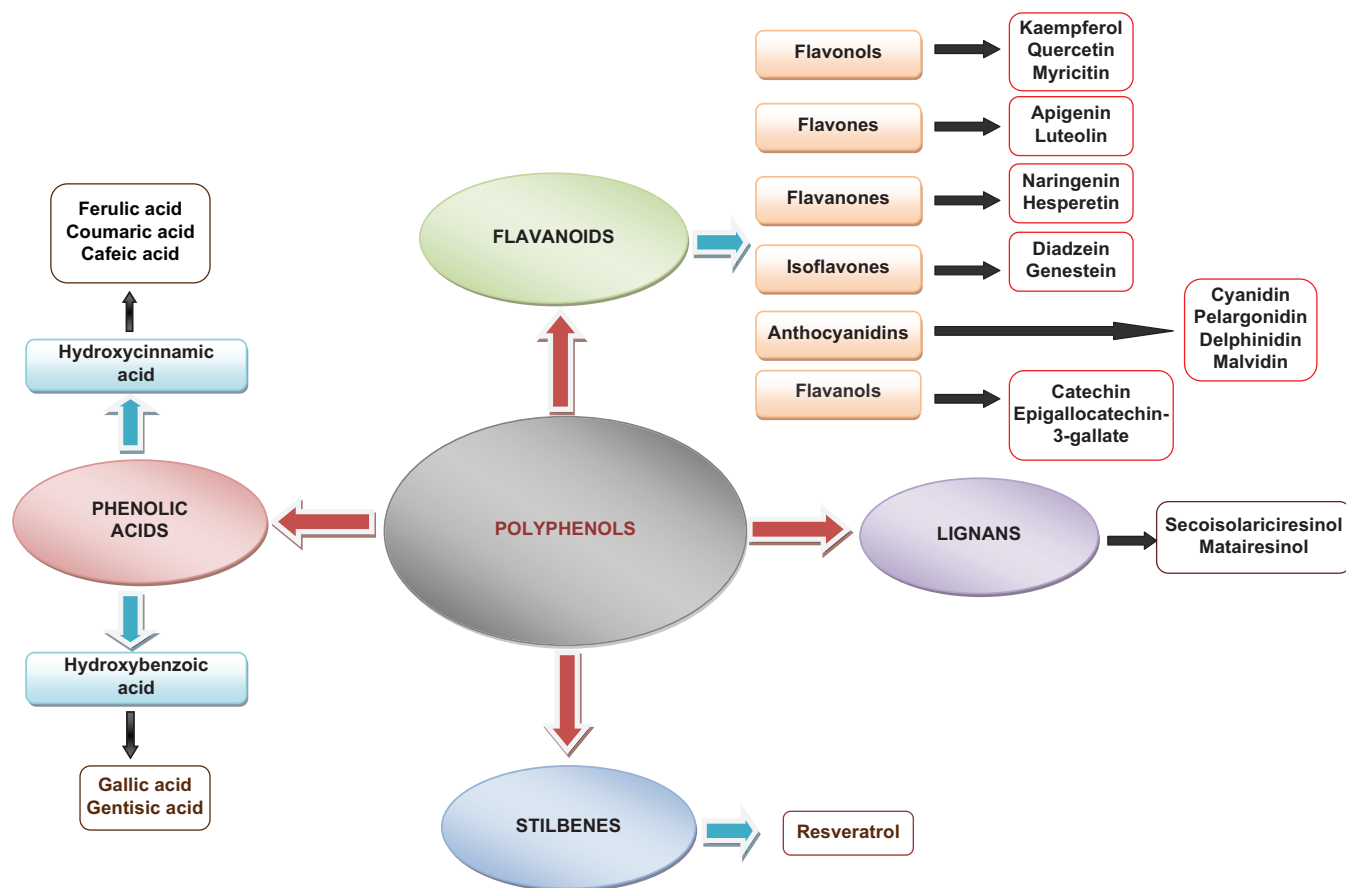 Flavonols
Kaempferol
Quercetin
Myricitin
Flavones
Apigenin
Luteolin
Flavanones
Naringenin
Hesperetin
Isoflavones
Diadzein
Genestein
Anthocyanidins
Cyanidin
Pelargonidin
Delphinidin
Malvidin
Flavanols
Catechin
Epigallocatechin-
3-gallate
FLAVANOIDS
Ferulic acid
Coumaric acid
Cafeic acid
Hydroxycinnamic
acid
PHENOLIC
ACIDS
POLYPHENOLS
LIGNANS
Secoisolariciresinol
Matairesinol
Hydroxybenzoic
acid
Gallic acid
Gentisic acid
STILBENES
Resveratrol